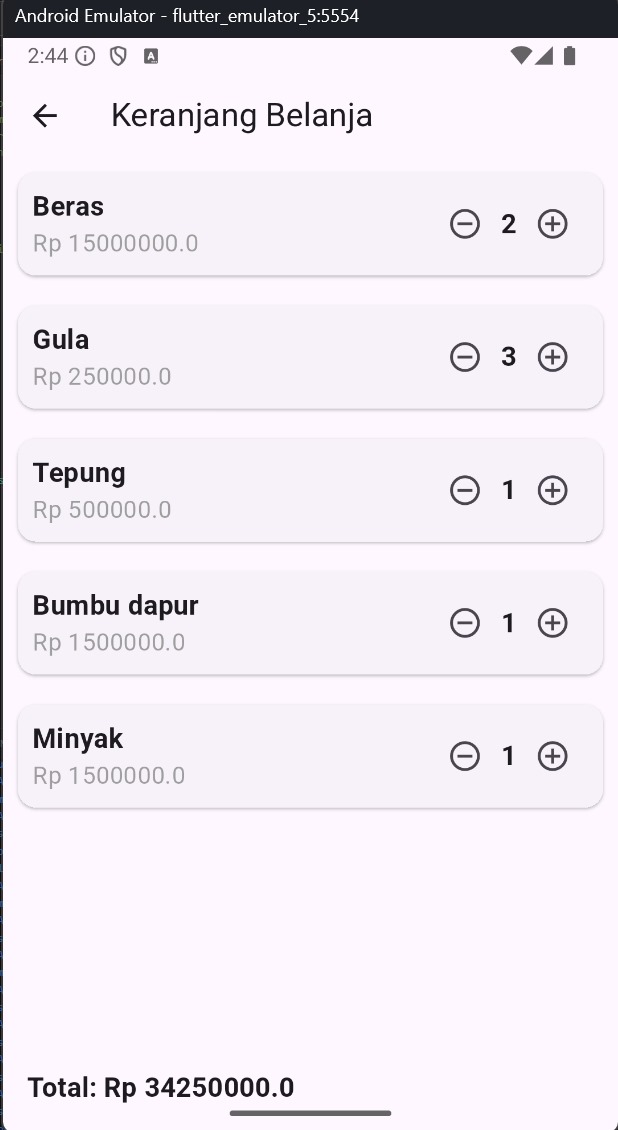 Android Emulator - flutter_emulator_5:5554
2:44
A
Keranjang Belanja
Beras
Rp 15000000.0
2
Gula
Rp 250000.0
3
Tepung
Rp 500000.0
1
Bumbu dapur
Rp 1500000.0
1
Minyak
Rp 1500000.0
1
Total: Rp 34250000.0